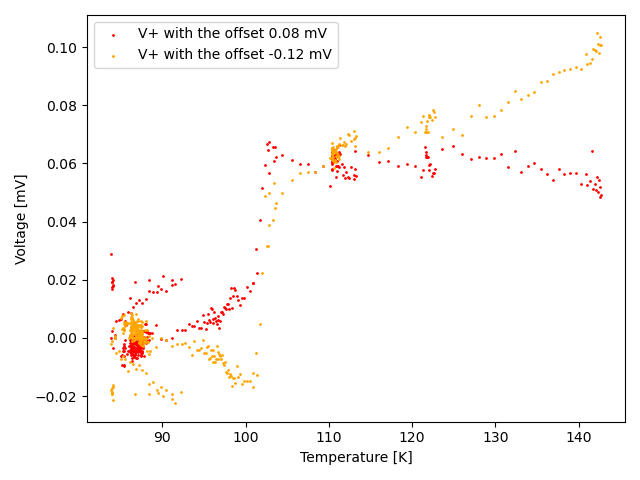 V+ with the offset 0.08 mV
V+ with the offset -0.12 mV
Voltage [mV]
0.10
0.08
0.06
0.04
0.02
0.00
−0.02
90 100 110 120 130 140
Temperature [K]